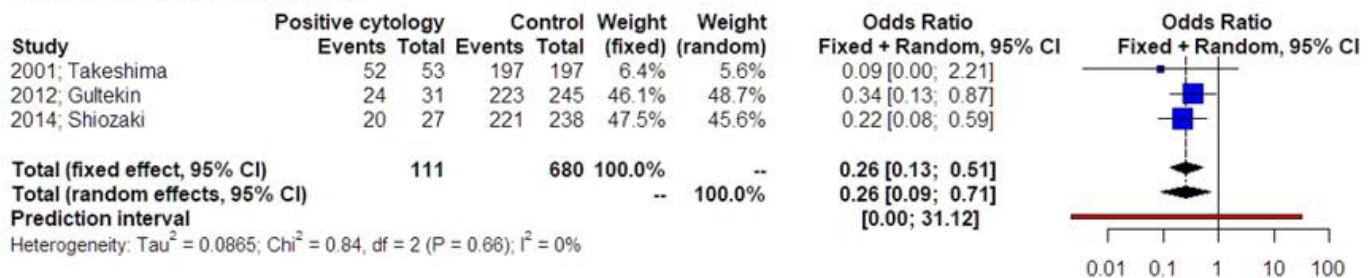 Positive cytology Control Weight Weight Odds Ratio Odds Ratio
Study Events Total Events Total (fixed) (random) Fixed + Random, 95% CI Fixed + Random, 95% CI
2001; Takeshima 52 53 197 197 6.4% 5.6% 0.09 [0.00; 2.21]
2012; Gultekin 24 31 223 245 46.1% 48.7% 0.34 [0.13; 0.87]
2014; Shiozaki 20 27 221 238 47.5% 45.6% 0.22 [0.08; 0.59]
Total (fixed effect, 95% CI) 111 680 100.0% -- 0.26 [0.13; 0.51]
Total (random effects, 95% CI) -- 100.0% 0.26 [0.09; 0.71]
Prediction interval [0.00; 31.12]
Heterogeneity: Tau² = 0.0865; Chi² = 0.84, df = 2 (P = 0.66); I² = 0%
0.01 0.1 1 10 100